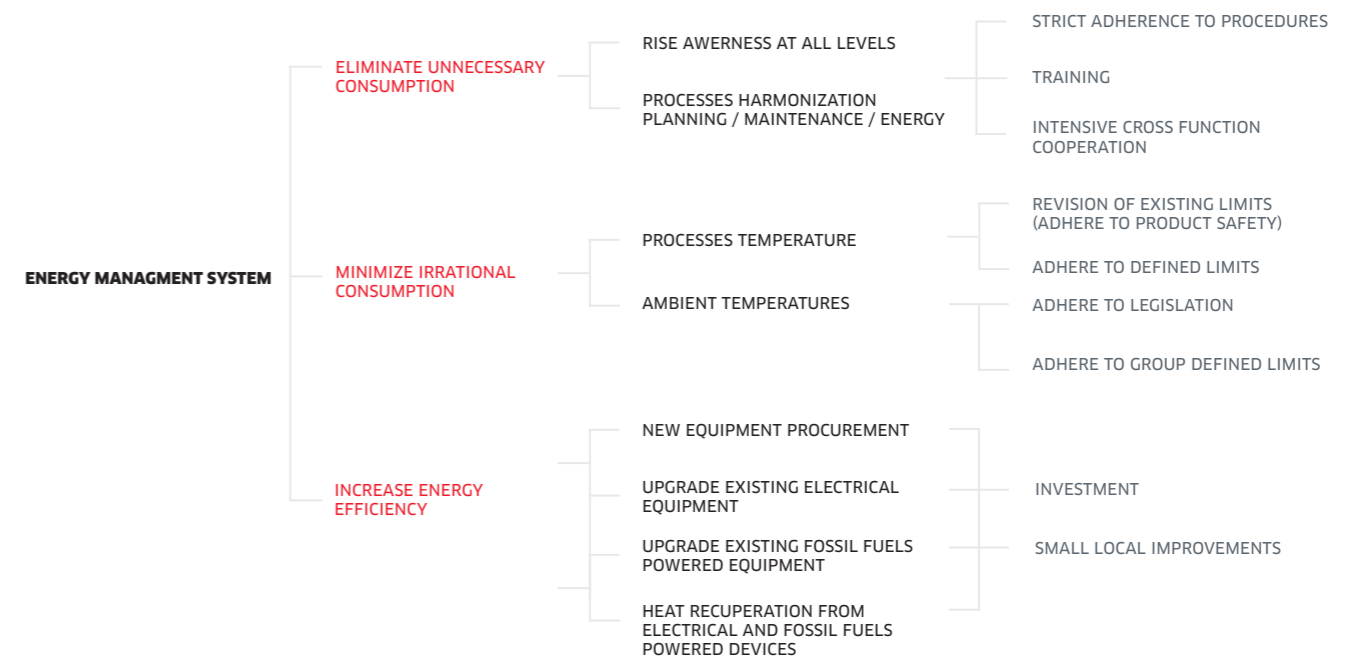 ENERGY MANAGMENT SYSTEM
ELIMINATE UNNECESSARY
CONSUMPTION
RISE AWERNESS AT ALL LEVELS
PROCESSES HARMONIZATION
PLANNING / MAINTENANCE / ENERGY
STRICT ADHERENCE TO PROCEDURES
TRAINING
INTENSIVE CROSS FUNCTION
COOPERATION
MINIMIZE IRRATIONAL
CONSUMPTION
PROCESSES TEMPERATURE
REVISION OF EXISTING LIMITS
(ADHERE TO PRODUCT SAFETY)
ADHERE TO DEFINED LIMITS
AMBIENT TEMPERATURES
ADHERE TO LEGISLATION
ADHERE TO GROUP DEFINED LIMITS
INCREASE ENERGY
EFFICIENCY
NEW EQUIPMENT PROCUREMENT
UPGRADE EXISTING ELECTRICAL
EQUIPMENT
UPGRADE EXISTING FOSSIL FUELS
POWERED EQUIPMENT
HEAT RECUPERATION FROM
ELECTRICAL AND FOSSIL FUELS
POWERED DEVICES
INVESTMENT
SMALL LOCAL IMPROVEMENTS